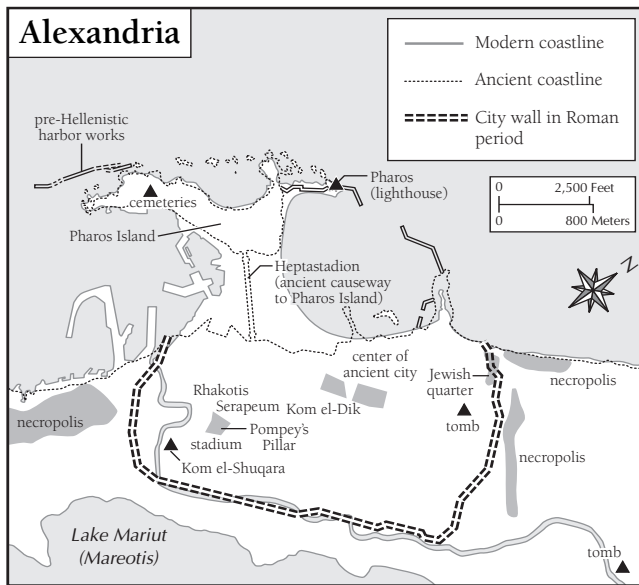 Alexandria
Modern coastline
Ancient coastline
City wall in Roman
period
0 2,500 Feet
0 800 Meters
N
pre-Hellenistic
harbor works
Pharos
(lighthouse)
cemeteries
Pharos Island
Heptastadion
(ancient causeway
to Pharos Island)
center of
ancient city
Jewish
quarter
necropolis
Rhakotis
Serapeum
Kom el-Dik
necropolis
Pompey's
Pillar
stadium
tomb
Kom el-Shuqara
necropolis
Lake Mariut
(Mareotis)
tomb